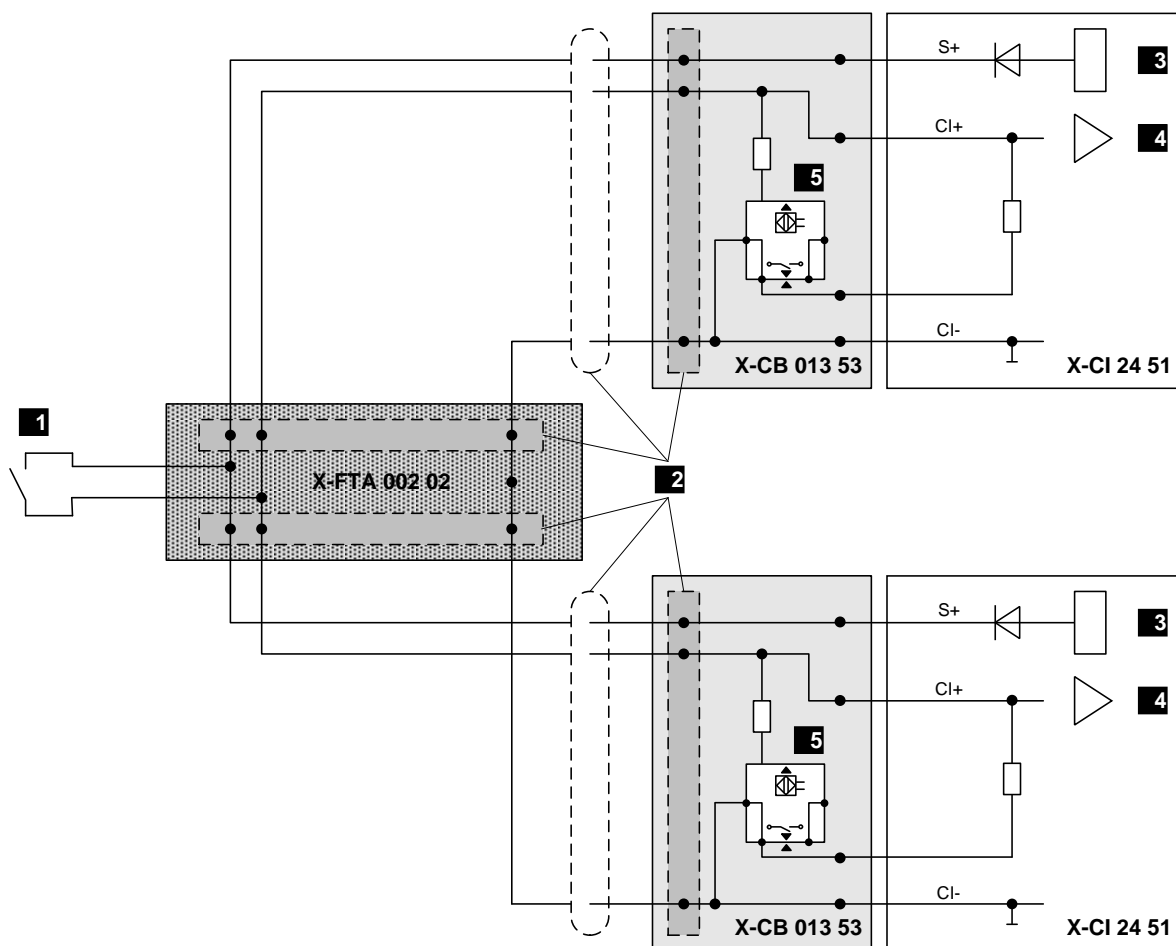 S+
3
CI+
4
5
CI-
X-CB 013 53
X-CI 24 51
1
X-FTA 002 02
2
S+
3
CI+
4
5
CI-
X-CB 013 53
X-CI 24 51